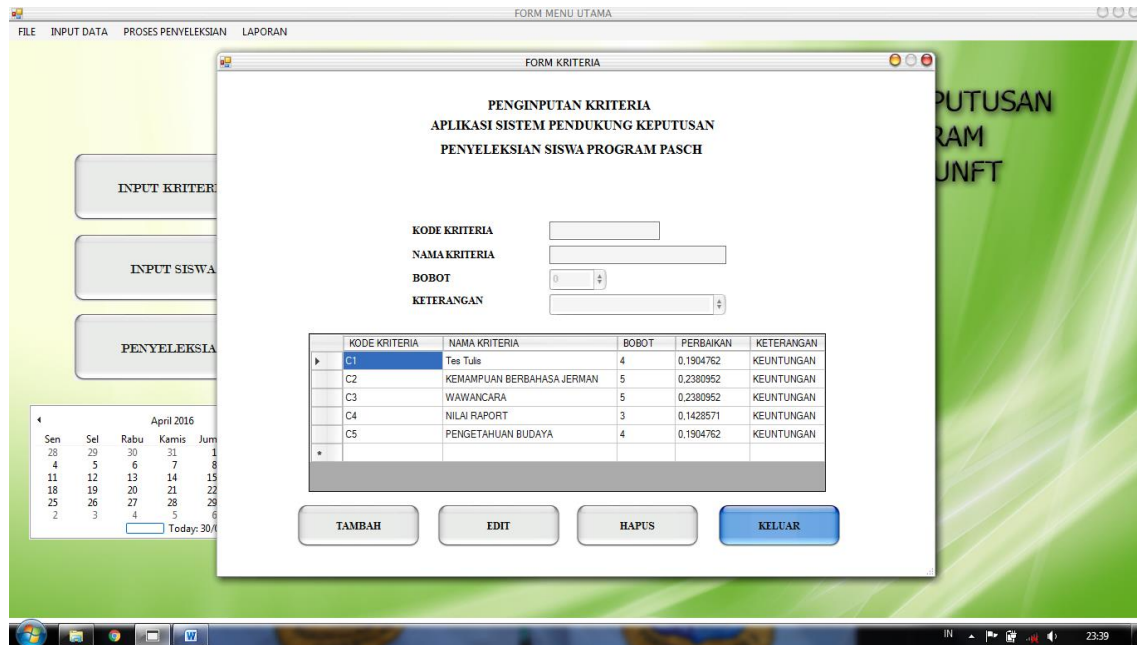 FORM MENU UTAMA
FILE INPUT DATA PROSES PENYELEKSIAN LAPORAN
FORM KRITERIA
PENGINPUTAN KRITERIA
APLIKASI SISTEM PENDUKUNG KEPUTUSAN
PENYELEKSIAN SISWA PROGRAM PASCH
PUTUSAN
RAM
UNFT
INPUT KRITERI
INPUT SISWA
PENYELEKSIA
KODE KRITERIA
NAMA KRITERIA
BOBOT 0
KETERANGAN
KODE KRITERIA NAMA KRITERIA BOBOT PERBAIKAN KETERANGAN
C1 Tes Tulis 4 0,1904762 KEUNTUNGAN
C2 KEMAMPUAN BERBAHASA JERMAN 5 0,2380952 KEUNTUNGAN
C3 WAWANCARA 5 0,2380952 KEUNTUNGAN
C4 NILAI RAPORT 3 0,1428571 KEUNTUNGAN
C5 PENGETAHUAN BUDAYA 4 0,1904762 KEUNTUNGAN
April 2016
Sen Sel Rabu Kamis Jum
28 29 30 31 1
4 5 6 7 8
11 12 13 14 15
18 19 20 21 22
25 26 27 28 29
2 3 4 5 6
Today: 30/0
TAMBAH EDIT HAPUS KELUAR
IN 23:39